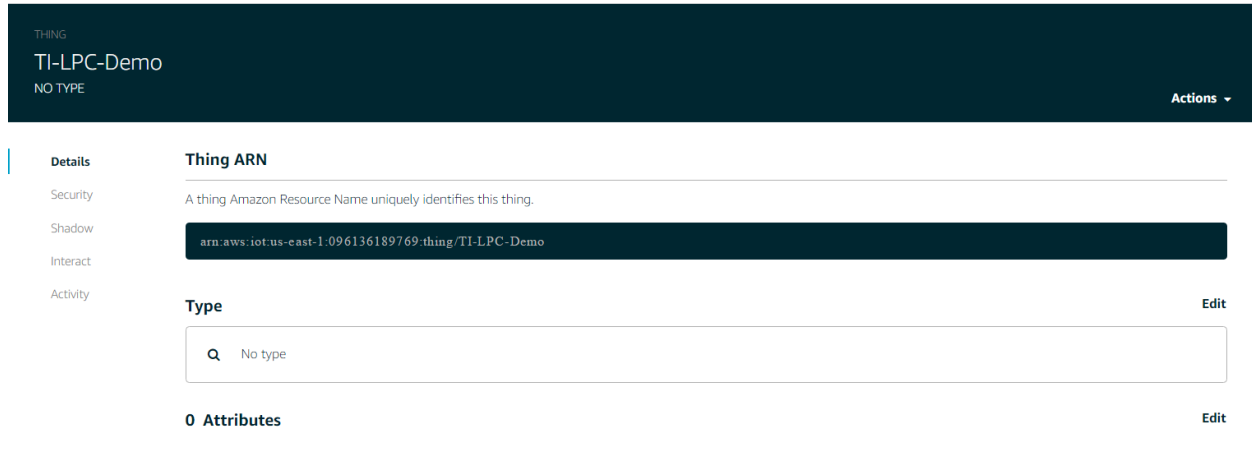 THING
TI-LPC-Demo
NO TYPE
Actions
Details
Security
Shadow
Interact
Activity
Thing ARN
A thing Amazon Resource Name uniquely identifies this thing.
arn:aws:iot:us-east-1:096136189769:thing/TI-LPC-Demo
Type
Edit
No type
0 Attributes
Edit